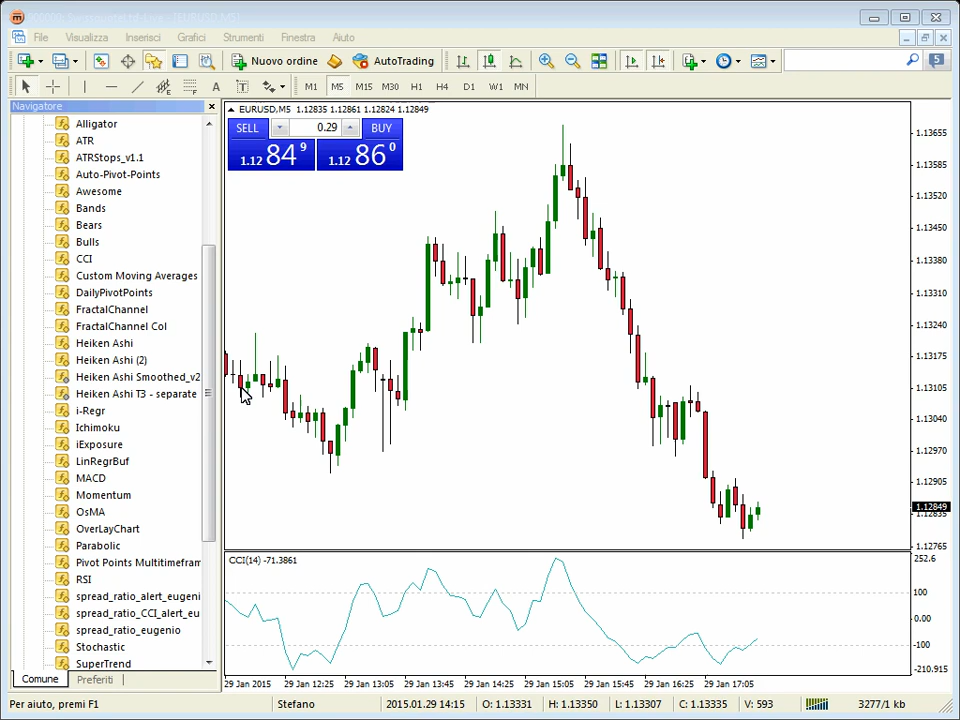 File Visualizza Inserisci Grafici Strumenti Finestra Aiuto
Nuovo ordine AutoTrading 5
A T M1 M5 M15 M30 H1 H4 D1 W1 MN
Navigatore
Alligator
ATR
ATRStops_v1.1
Auto-Pivot-Points
Awesome
Bands
Bears
Bulls
CCI
Custom Moving Averages
DailyPivotPoints
FractalChannel
FractalChannel Col
Heiken Ashi
Heiken Ashi (2)
Heiken Ashi Smoothed_v2
Heiken Ashi T3 - separate
i-Regr
Ichimoku
iExposure
LinRegrBuf
MACD
Momentum
OsMA
OverLayChart
Parabolic
Pivot Points Multitimefram
RSI
spread_ratio_alert_eugeni
spread_ratio_CCI_alert_eu
spread_ratio_eugenio
Stochastic
SuperTrend
Comune Preferiti
EURUSD,M5 1.12835 1.12861 1.12824 1.12849
SELL 0.29 BUY
1.12 84 9 1.12 86 0
1.13655
1.13585
1.13520
1.13450
1.13380
1.13310
1.13240
1.13175
1.13105
1.13040
1.12970
1.12905
1.12849
1.12835
1.12765
CCI(14) -71.3861
252.6
100
0.00
-100
-210.915
29 Jan 2015 29 Jan 12:25 29 Jan 13:05 29 Jan 13:45 29 Jan 14:25 29 Jan 15:05 29 Jan 15:45 29 Jan 16:25 29 Jan 17:05
Per aiuto, premi F1 Stefano 2015.01.29 14:15 O: 1.13331 H: 1.13350 L: 1.13307 C: 1.13335 V: 593 3277/1 kb